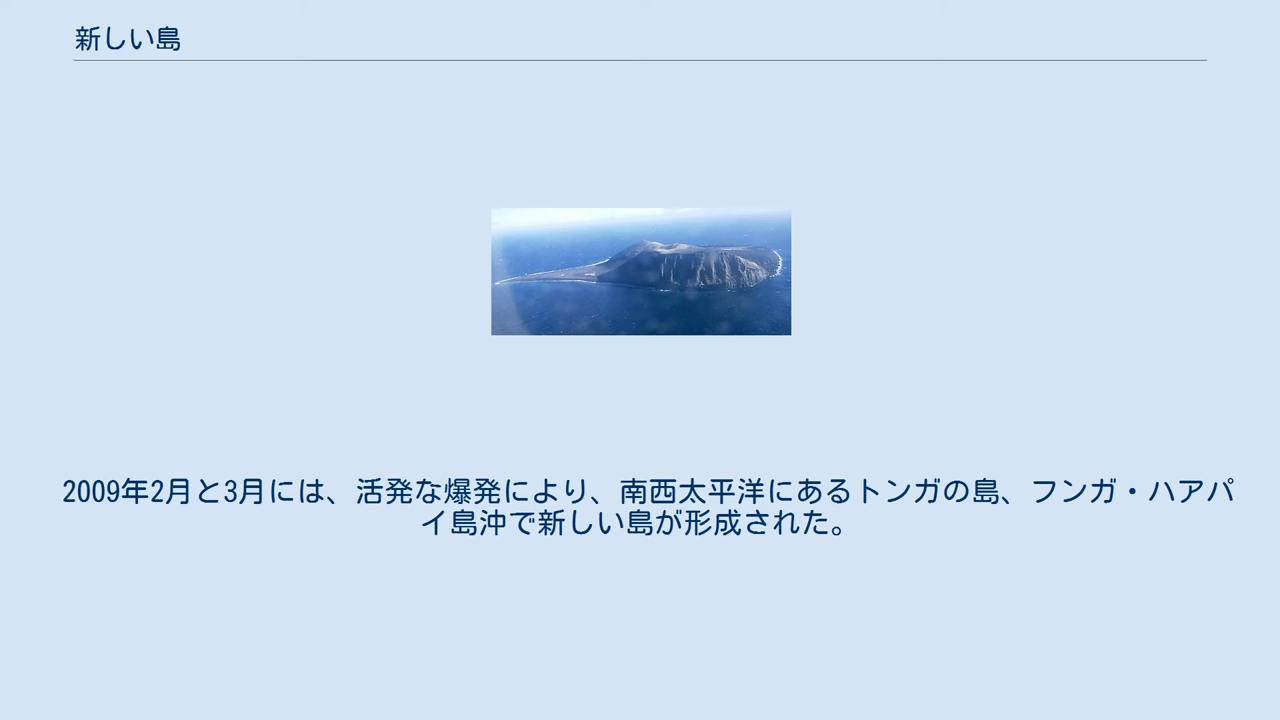 新しい島
2009年2月と3月には、活発な爆発により、南西太平洋にあるトンガの島、フンガ・ハアパ
イ島沖で新しい島が形成された。